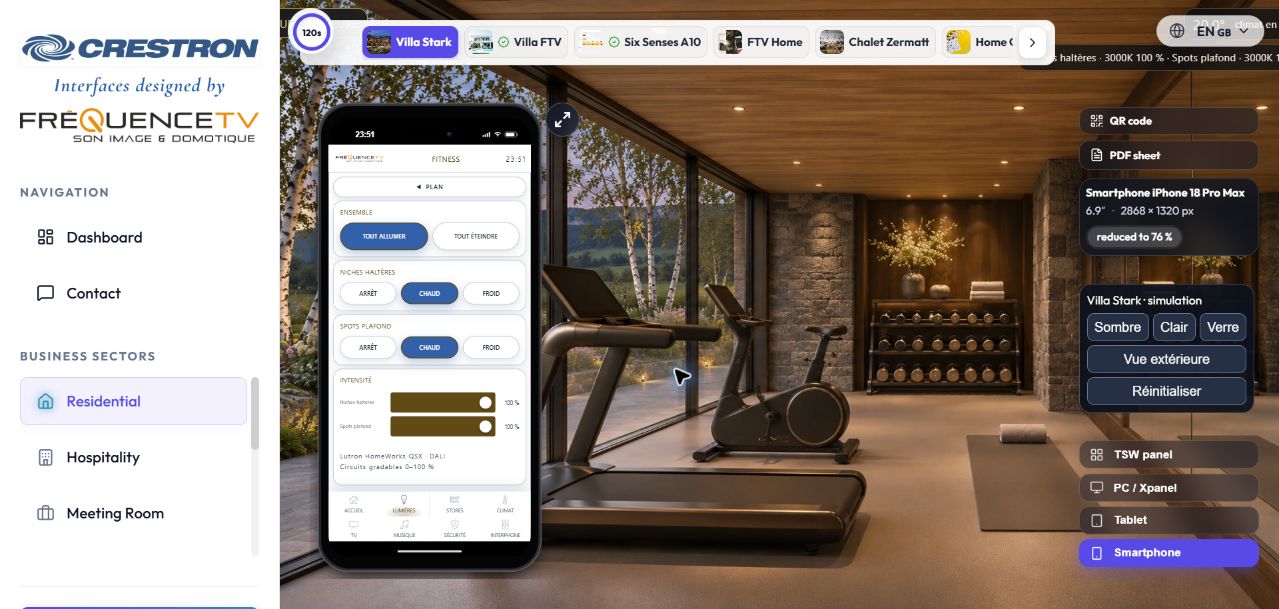 CRESTRON
Interfaces designed by
FRÉQUENCETV
SON IMAGE & DOMOTIQUE
NAVIGATION
Dashboard
Contact
BUSINESS SECTORS
Residential
Hospitality
Meeting Room
120s
Villa Stark
Villa FTV
Six Senses A10
FTV Home
Chalet Zermatt
Home
EN GB
haltères · 3000K 100 % · Spots plafond · 3000K
23:51
FRÉQUENCETV
FITNESS
23:51
◄ PLAN
ENSEMBLE
TOUT ALLUMER
TOUT ÉTEINDRE
NICHES HALTÈRES
ARRÊT
CHAUD
FROID
SPOTS PLAFOND
ARRÊT
CHAUD
FROID
INTENSITÉ
Niches haltères
100 %
Spots plafond
100 %
Lutron HomeWorks QSX · DALI
Circuits gradables 0–100 %
ACCUEIL
LUMIÈRES
STORES
CLIMAT
TV
MUSIQUE
SÉCURITÉ
INTERPHONE
QR code
PDF sheet
Smartphone iPhone 18 Pro Max
6.9" · 2868 × 1320 px
reduced to 76 %
Villa Stark · simulation
Sombre
Clair
Verre
Vue extérieure
Réinitialiser
TSW panel
PC / Xpanel
Tablet
Smartphone